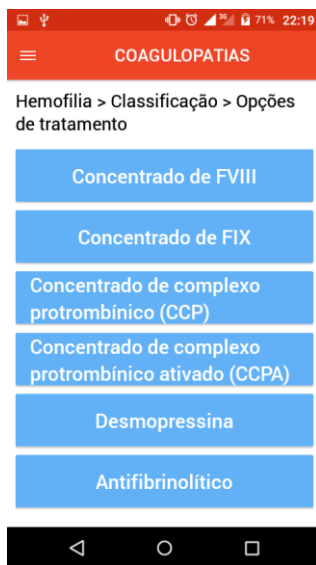 3G 71% 22:19
COAGULOPATIAS
Hemofilia > Classificação > Opções
de tratamento
Concentrado de FVIII
Concentrado de FIX
Concentrado de complexo
protrombínico (CCP)
Concentrado de complexo
protrombínico ativado (CCPA)
Desmopressina
Antifibrinolítico